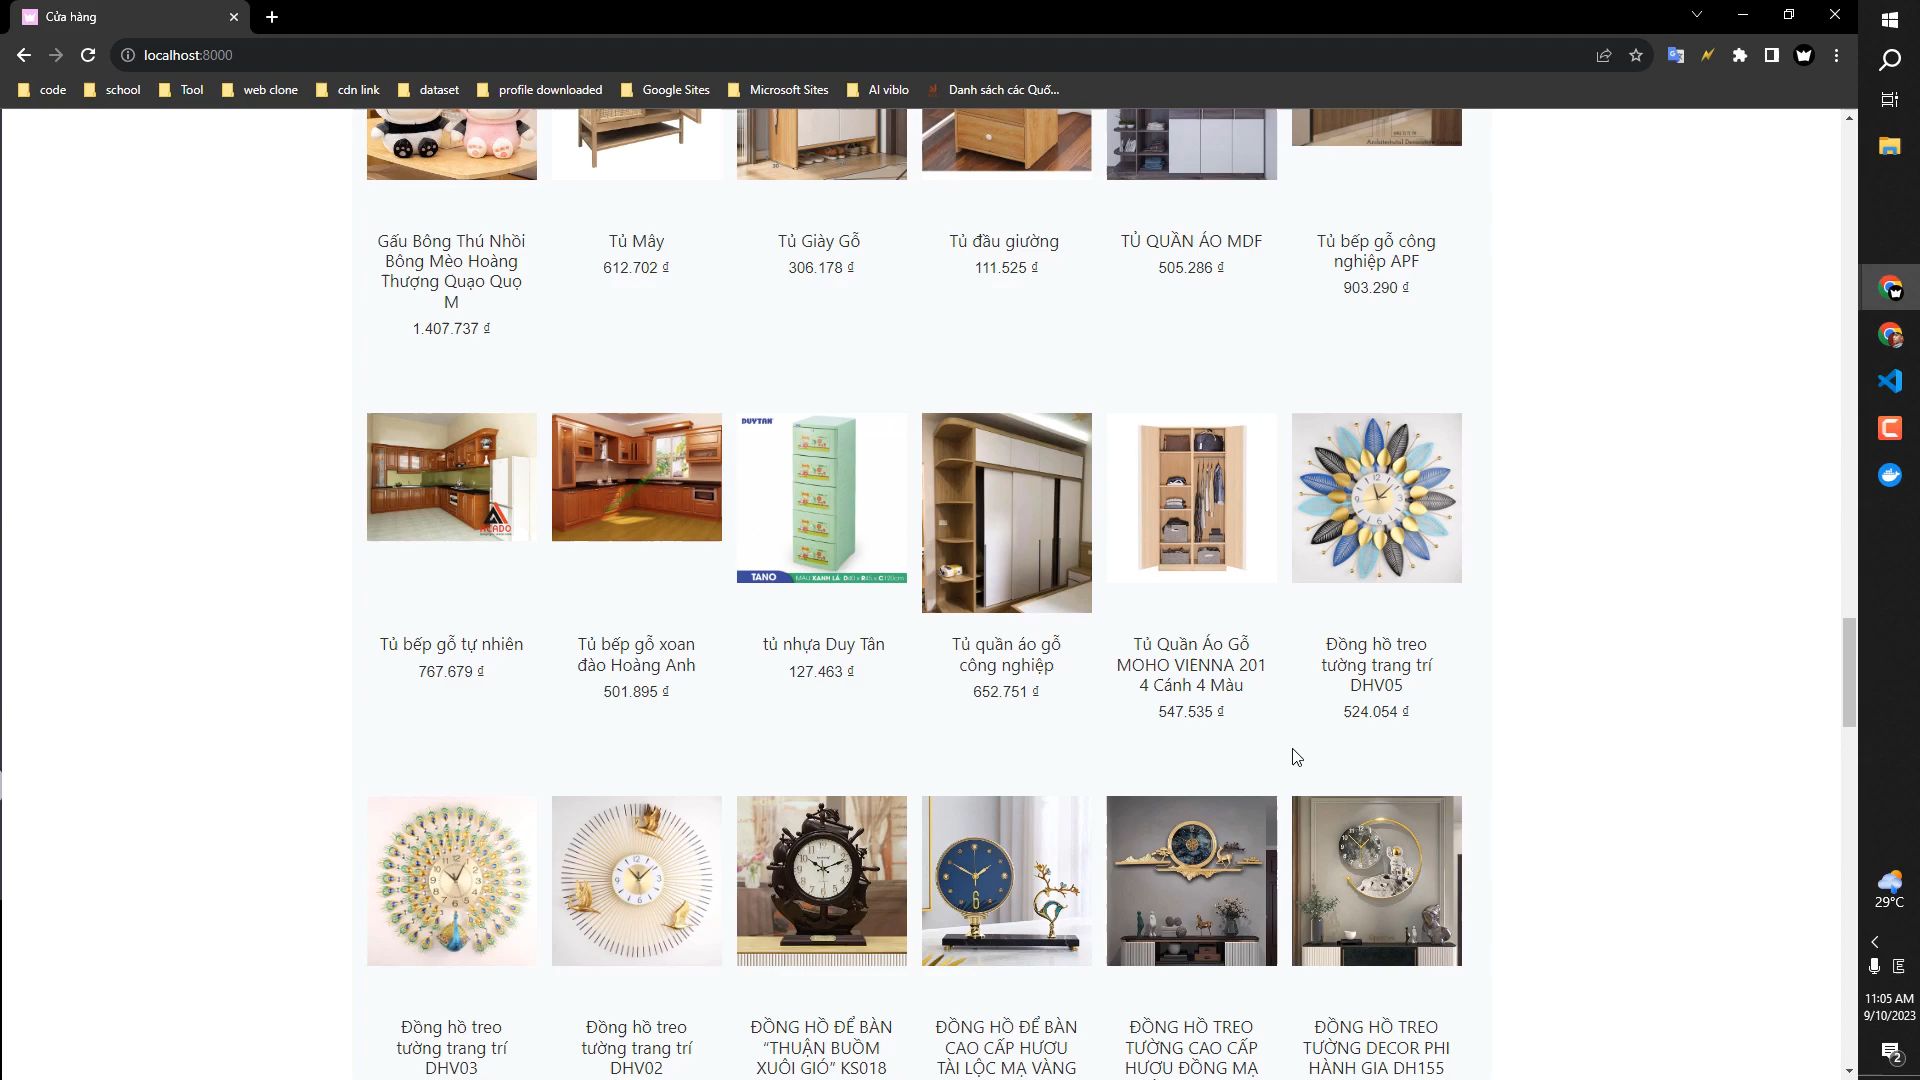 Cửa hàng
localhost:8000
code
school
Tool
web clone
cdn link
dataset
profile downloaded
Google Sites
Microsoft Sites
AI viblo
Danh sách các Quố...
Gấu Bông Thú Nhồi
Bông Mèo Hoàng
Thượng Quạo Quọ
M
1.407.737 ₫
Tủ Mây
612.702 ₫
Tủ Giày Gỗ
306.178 ₫
Tủ đầu giường
111.525 ₫
TỦ QUẦN ÁO MDF
505.286 ₫
Tủ bếp gỗ công
nghiệp APF
903.290 ₫
DUYTAN
TANO
MÀU XANH LÁ
Tủ bếp gỗ tự nhiên
767.679 ₫
Tủ bếp gỗ xoan
đào Hoàng Anh
501.895 ₫
tủ nhựa Duy Tân
127.463 ₫
Tủ quần áo gỗ
công nghiệp
652.751 ₫
Tủ Quần Áo Gỗ
MOHO VIENNA 201
4 Cánh 4 Màu
547.535 ₫
Đồng hồ treo
tường trang trí
DHV05
524.054 ₫
Đồng hồ treo
tường trang trí
DHV03
Đồng hồ treo
tường trang trí
DHV02
ĐỒNG HỒ ĐỂ BÀN
“THUẬN BUỒM
XUÔI GIÓ” KS018
ĐỒNG HỒ ĐỂ BÀN
CAO CẤP HƯƠU
TÀI LỘC MẠ VÀNG
ĐỒNG HỒ TREO
TƯỜNG CAO CẤP
HƯƠU ĐỒNG MẠ
ĐỒNG HỒ TREO
TƯỜNG DECOR PHI
HÀNH GIA DH155
29°C
E
11:05 AM
9/10/2023
2